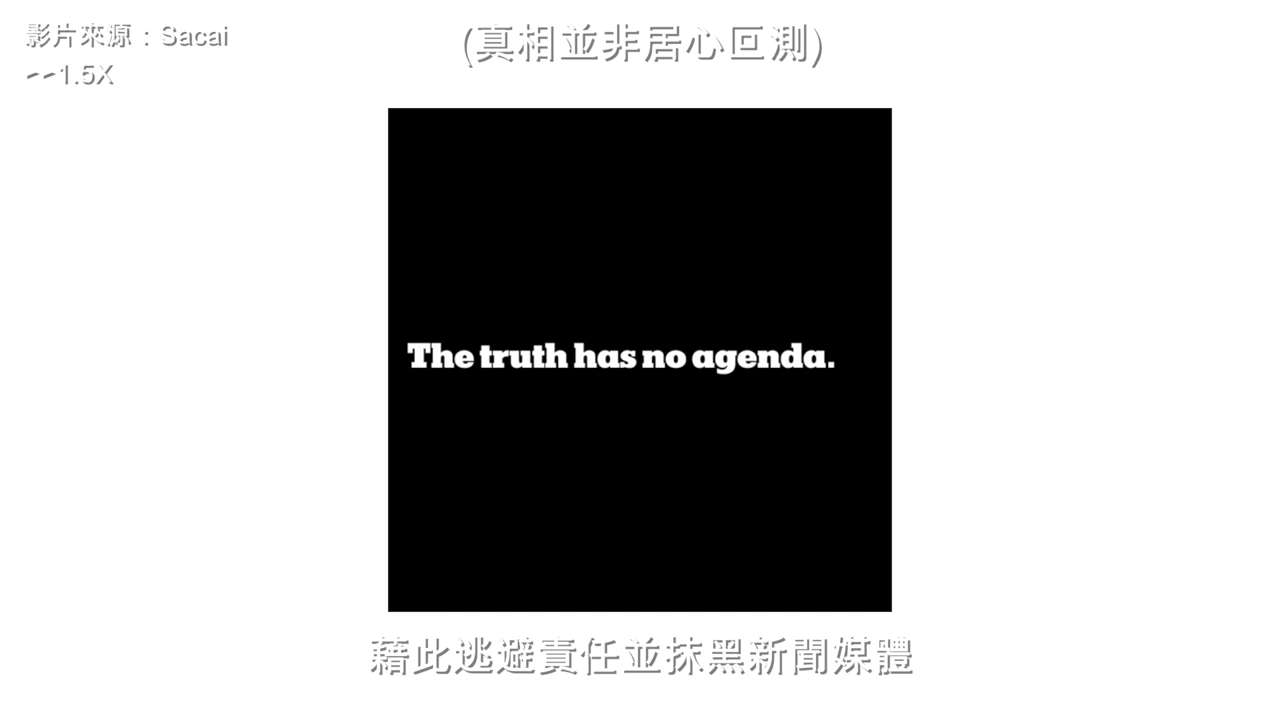 影片來源：Sacai
~~1.5X
(真相並非居心叵測)
The truth has no agenda.
藉此逃避責任並抹黑新聞媒體